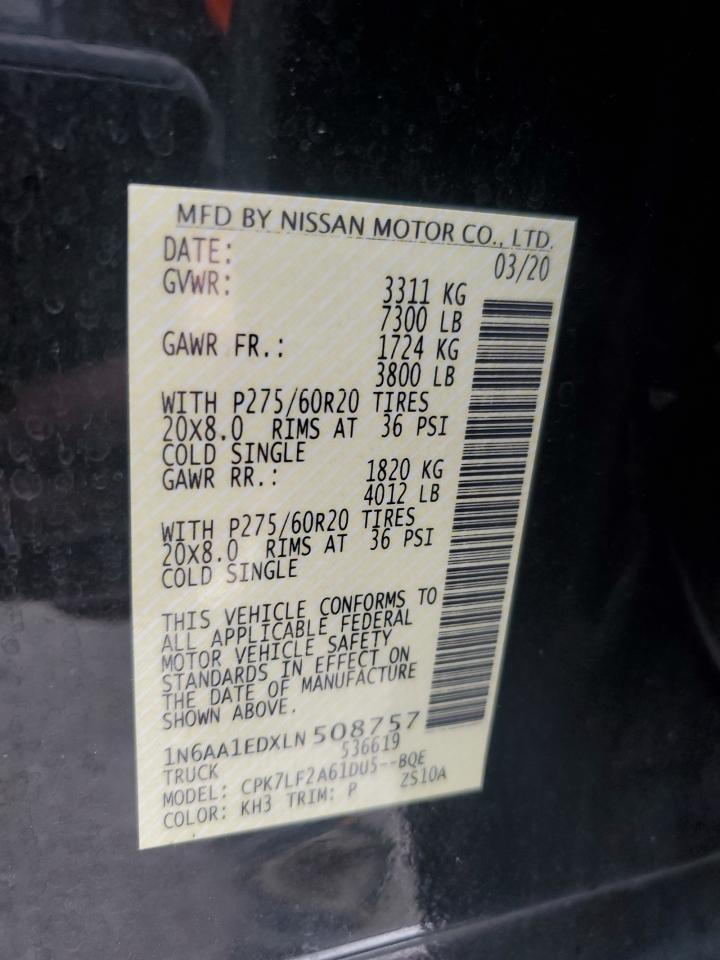 MFD BY NISSAN MOTOR CO., LTD.
DATE: 03/20
GVWR: 3311 KG
7300 LB
GAWR FR.: 1724 KG
3800 LB
WITH P275/60R20 TIRES
20X8.0 RIMS AT 36 PSI
COLD SINGLE
GAWR RR.: 1820 KG
4012 LB
WITH P275/60R20 TIRES
20X8.0 RIMS AT 36 PSI
COLD SINGLE
THIS VEHICLE CONFORMS TO
ALL APPLICABLE FEDERAL
MOTOR VEHICLE SAFETY
STANDARDS IN EFFECT ON
THE DATE OF MANUFACTURE
SHOWN ABOVE.
1N6AA1EDXLN 508757
TRUCK 536619
MODEL: CPK7LF2A61DU5--BQE
COLOR: KH3 TRIM: P ZS10A